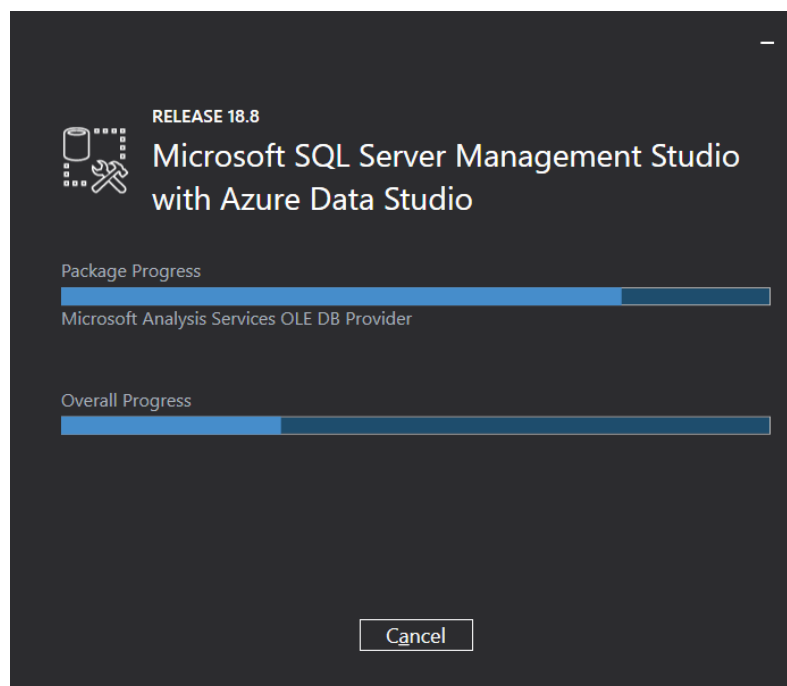 RELEASE 18.8
Microsoft SQL Server Management Studio
with Azure Data Studio
Package Progress
Microsoft Analysis Services OLE DB Provider
Overall Progress
Cancel